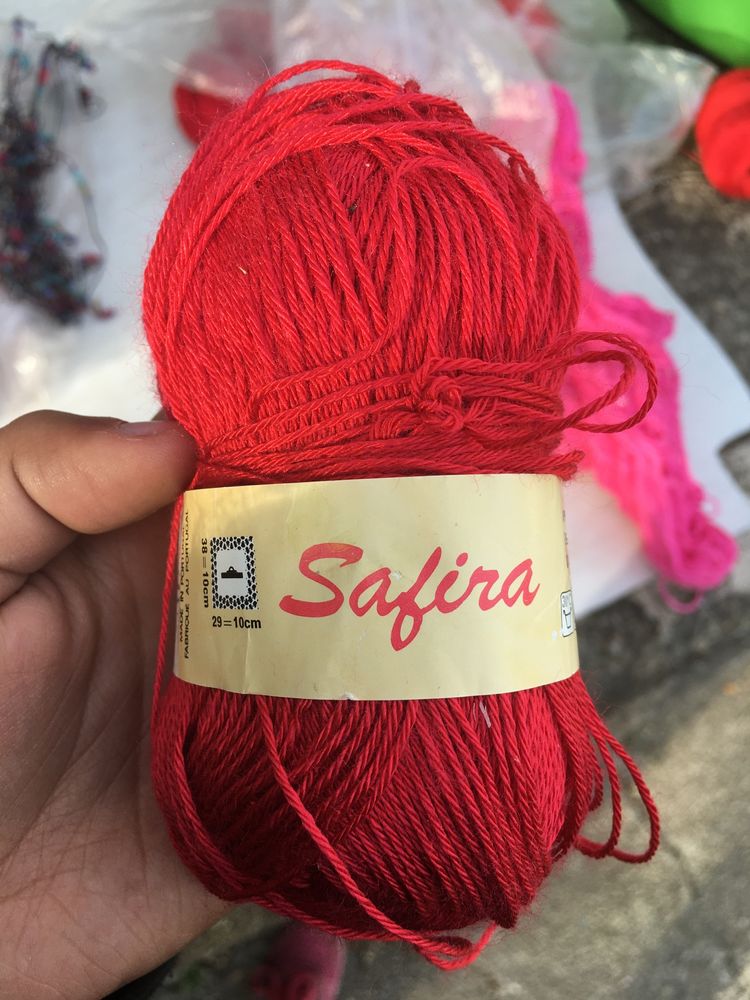 MADE IN PORTUGAL
FABRIQUE AU PORTUGAL
38=10cm
29=10cm
Safira